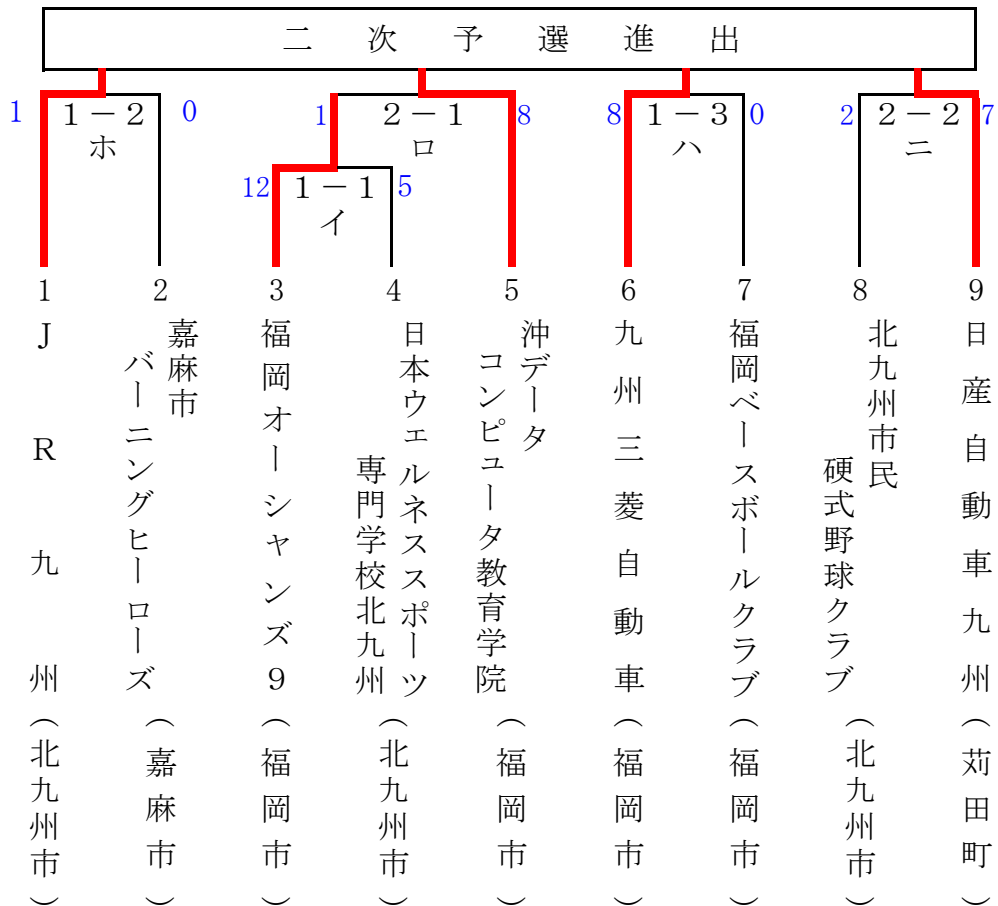 二次予選進出
1
1－2
0
ホ
1
2－1
8
ロ
8
1－3
0
ハ
2
2－2
7
ニ
12
1－1
5
イ
1
2
3
4
5
6
7
8
9
JR九州
（北九州市）
嘉麻市
バーニングヒーローズ
（嘉麻市）
福岡オーシャンズ9
（福岡市）
日本ウェルネススポーツ
専門学校北九州
（北九州市）
沖データ
コンピュータ教育学院
（福岡市）
九州三菱自動車
（福岡市）
福岡ベースボールクラブ
（福岡市）
北九州市民
硬式野球クラブ
（北九州市）
日産自動車九州
（苅田町）